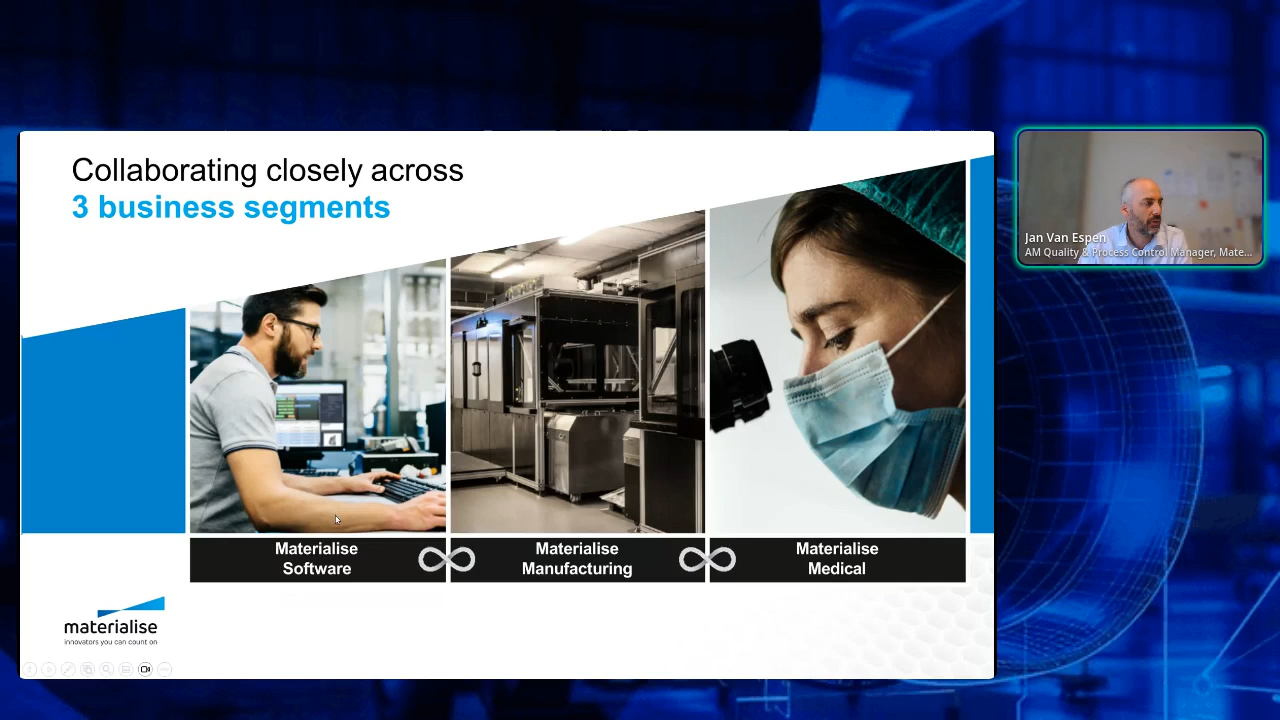 Collaborating closely across
3 business segments
Materialise
Software
Materialise
Manufacturing
Materialise
Medical
materialise
innovators you can count on
Jan Van Espen
AM Quality & Process Control Manager, Mate...